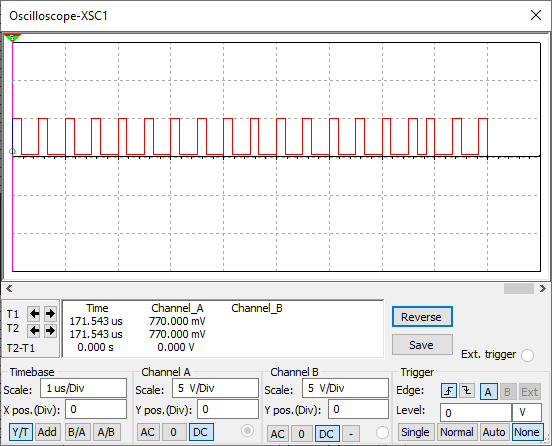 Oscilloscope-XSC1
T1
T2
T2-T1
Time Channel_A Channel_B
171.543 us 770.000 mV
171.543 us 770.000 mV
0.000 s 0.000 V
Reverse
Save
Ext. trigger
Timebase
Scale: 1 us/Div
X pos.(Div): 0
Y/T Add B/A A/B
Channel A
Scale: 5 V/Div
Y pos.(Div): 0
AC 0 DC
Channel B
Scale: 5 V/Div
Y pos.(Div): 0
AC 0 DC -
Trigger
Edge: A B Ext
Level: 0 V
Single Normal Auto None